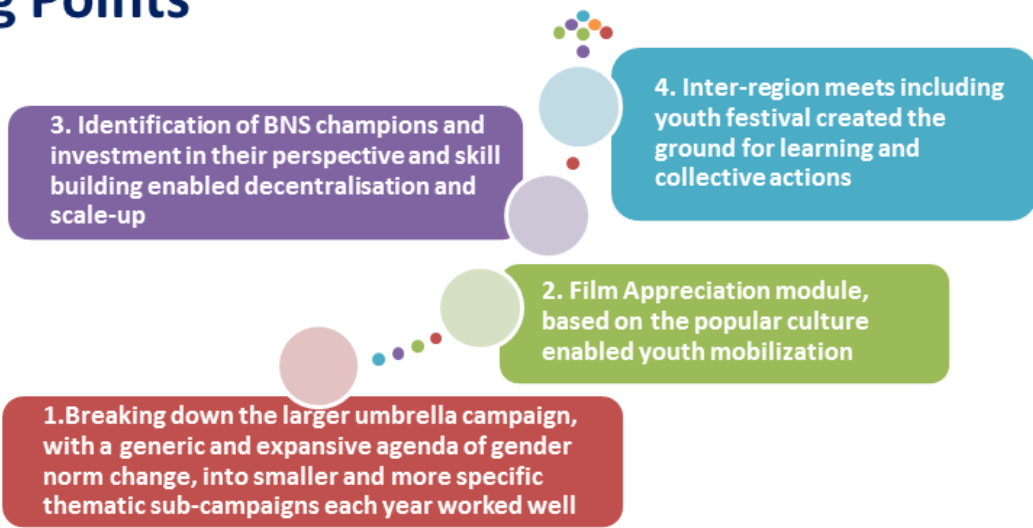 g Points
4. Inter-region meets including
youth festival created the
ground for learning and
collective actions
3. Identification of BNS champions and
investment in their perspective and skill
building enabled decentralisation and
scale-up
2. Film Appreciation module,
based on the popular culture
enabled youth mobilization
1.Breaking down the larger umbrella campaign,
with a generic and expansive agenda of gender
norm change, into smaller and more specific
thematic sub-campaigns each year worked well